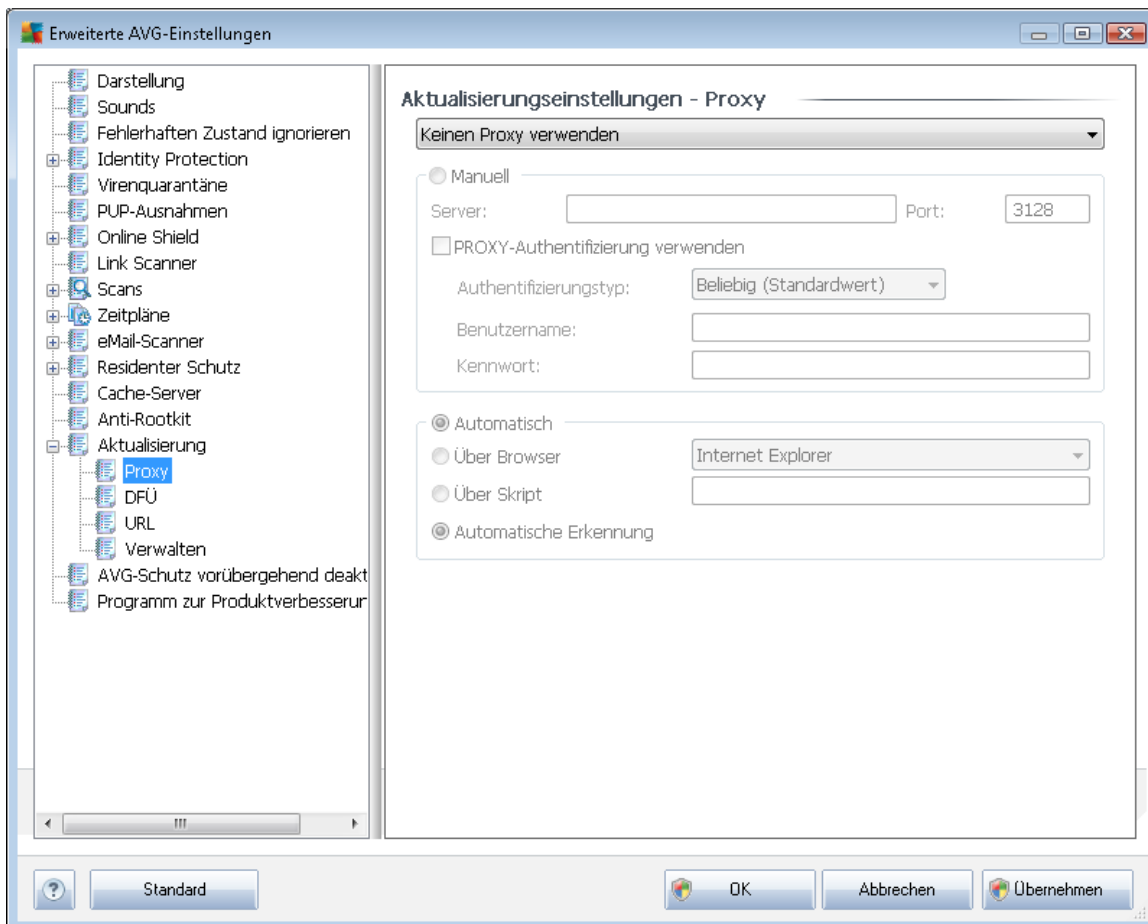 Erweiterte AVG-Einstellungen
Darstellung
Sounds
Fehlerhaften Zustand ignorieren
Identity Protection
Virenquarantäne
PUP-Ausnahmen
Online Shield
Link Scanner
Scans
Zeitpläne
eMail-Scanner
Residenter Schutz
Cache-Server
Anti-Rootkit
Aktualisierung
Proxy
DFÜ
URL
Verwalten
AVG-Schutz vorübergehend deakt
Programm zur Produktverbesserur
Aktualisierungseinstellungen - Proxy
Keinen Proxy verwenden
Manuell
Server: Port: 3128
PROXY-Authentifizierung verwenden
Authentifizierungstyp: Beliebig (Standardwert)
Benutzername:
Kennwort:
Automatisch
Über Browser Internet Explorer
Über Skript
Automatische Erkennung
? Standard OK Abbrechen Übernehmen